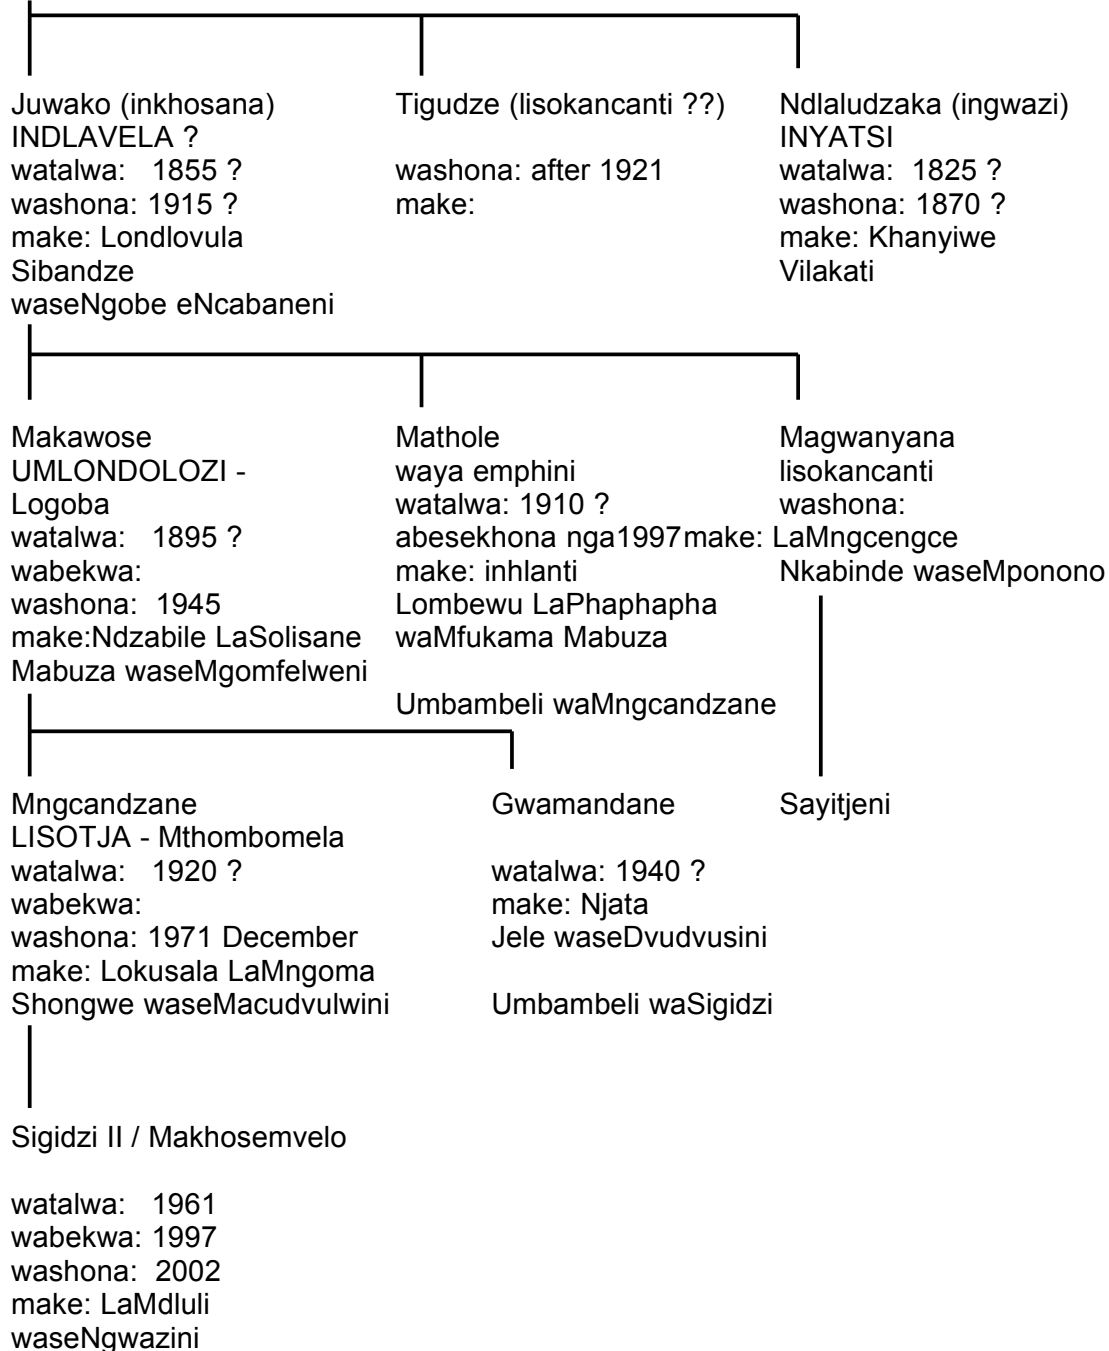 Juwako (inkhosana)
INDLAVELA ?
watalwa: 1855 ?
washona: 1915 ?
make: Londlovula
Sibandze
waseNgobe eNcabaneni
Tigudze (lisokancanti ??)
washona: after 1921
make:
Ndlaludzaka (ingwazi)
INYATSI
watalwa: 1825 ?
washona: 1870 ?
make: Khanyiwe
Vilakati
Makawose
UMLONDOLOZI -
Logoba
watalwa: 1895 ?
wabekwa:
washona: 1945
make:Ndzabile LaSolisane
Mabuza waseMgomfelweni
Mathole
waya emphini
watalwa: 1910 ?
abesekhona nga1997
make: inhlanti
Lombewu LaPhaphapha
waMfukama Mabuza
Umbambeli waMngcandzane
Magwanyana
lisokancanti
washona:
make: LaMngcengce
Nkabinde waseMponono
Mngcandzane
LISOTJA - Mthombomela
watalwa: 1920 ?
wabekwa:
washona: 1971 December
make: Lokusala LaMngoma
Shongwe waseMacudvulwini
Gwamandane
watalwa: 1940 ?
make: Njata
Jele waseDvudvusini
Umbambeli waSigidzi
Sayitjeni
Sigidzi II / Makhosemvelo
watalwa: 1961
wabekwa: 1997
washona: 2002
make: LaMdluli
waseNgwazini